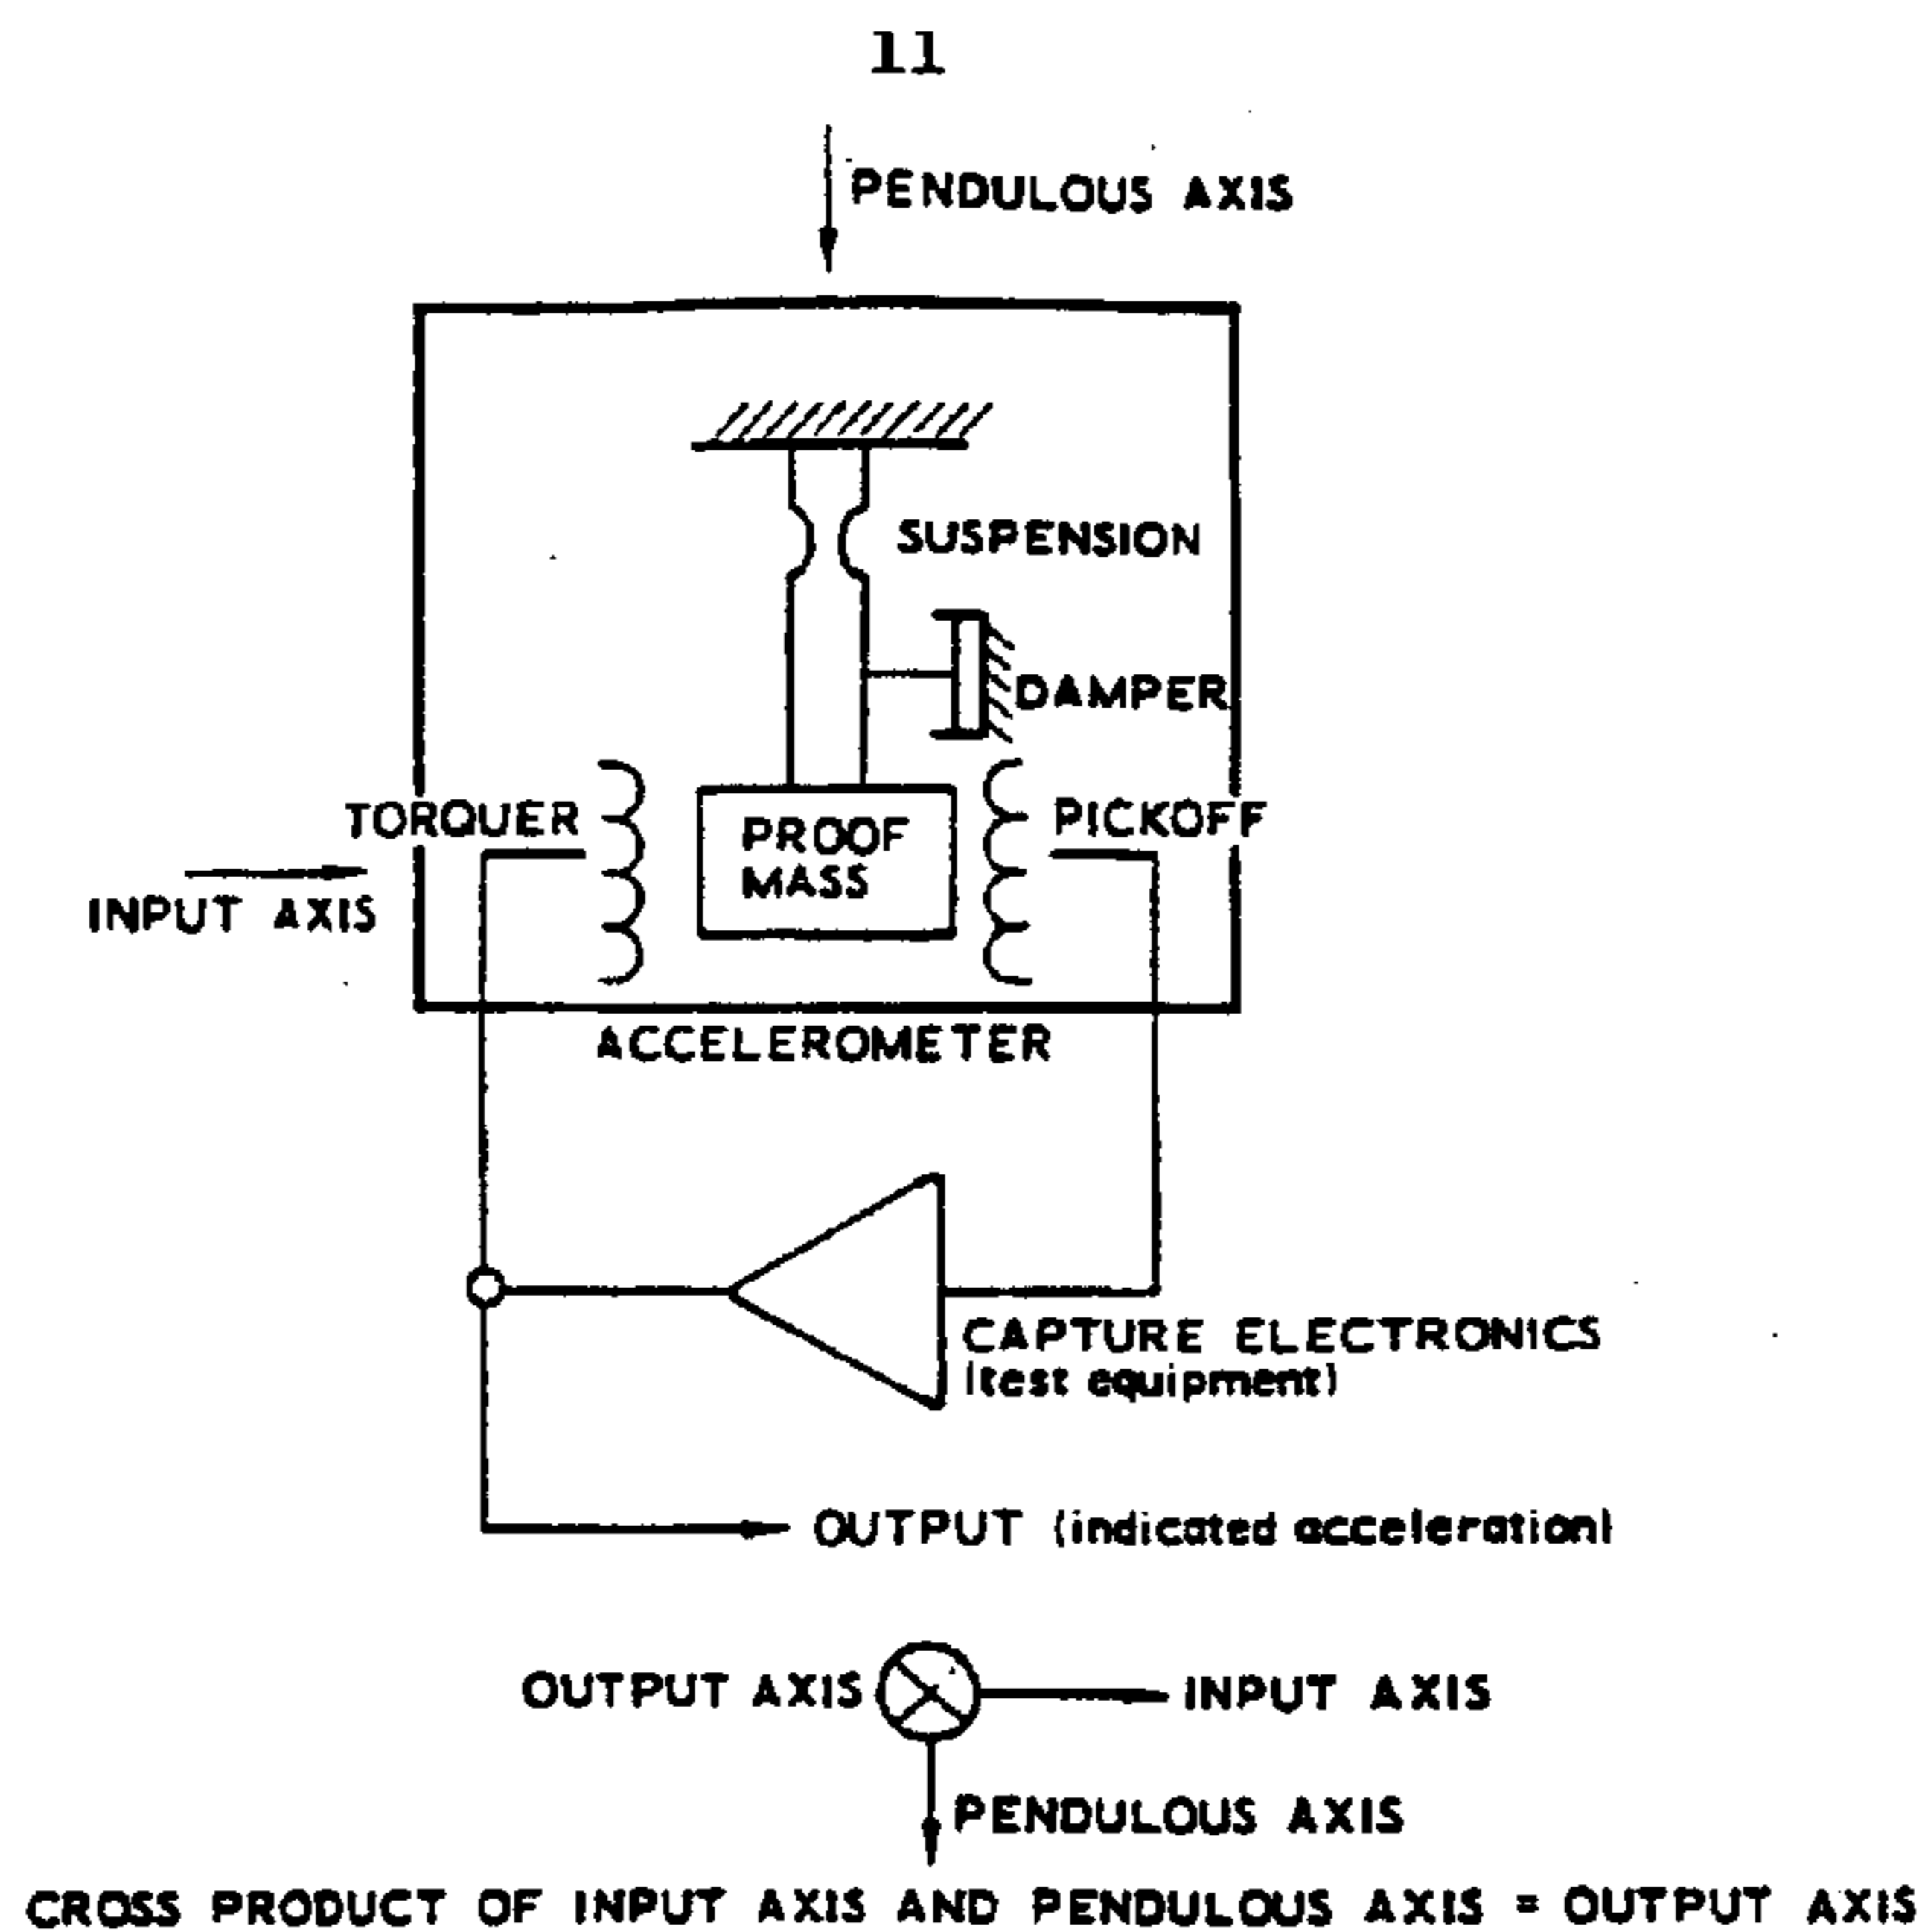 11
PENDULOUS AXIS
SUSPENSION
DAMPER
TORQUER
PROOF
MASS
PICKOFF
INPUT AXIS
ACCELEROMETER
CAPTURE ELECTRONICS
(test equipment)
OUTPUT (indicated acceleration)
OUTPUT AXIS
INPUT AXIS
PENDULOUS AXIS
CROSS PRODUCT OF INPUT AXIS AND PENDULOUS AXIS = OUTPUT AXIS